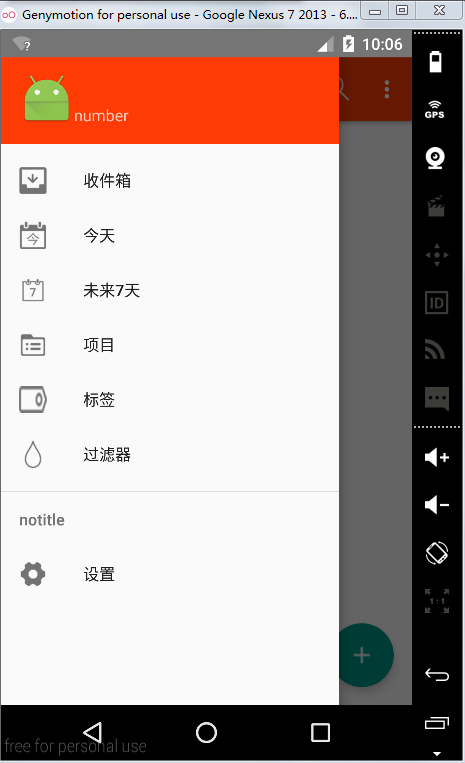 Genymotion for personal use - Google Nexus 7 2013 - 6....
?
10:06
number
GPS
收件箱
今
今天
7
未来7天
ID
项目
标签
过滤器
notitle
设置
1:1
free for personal use